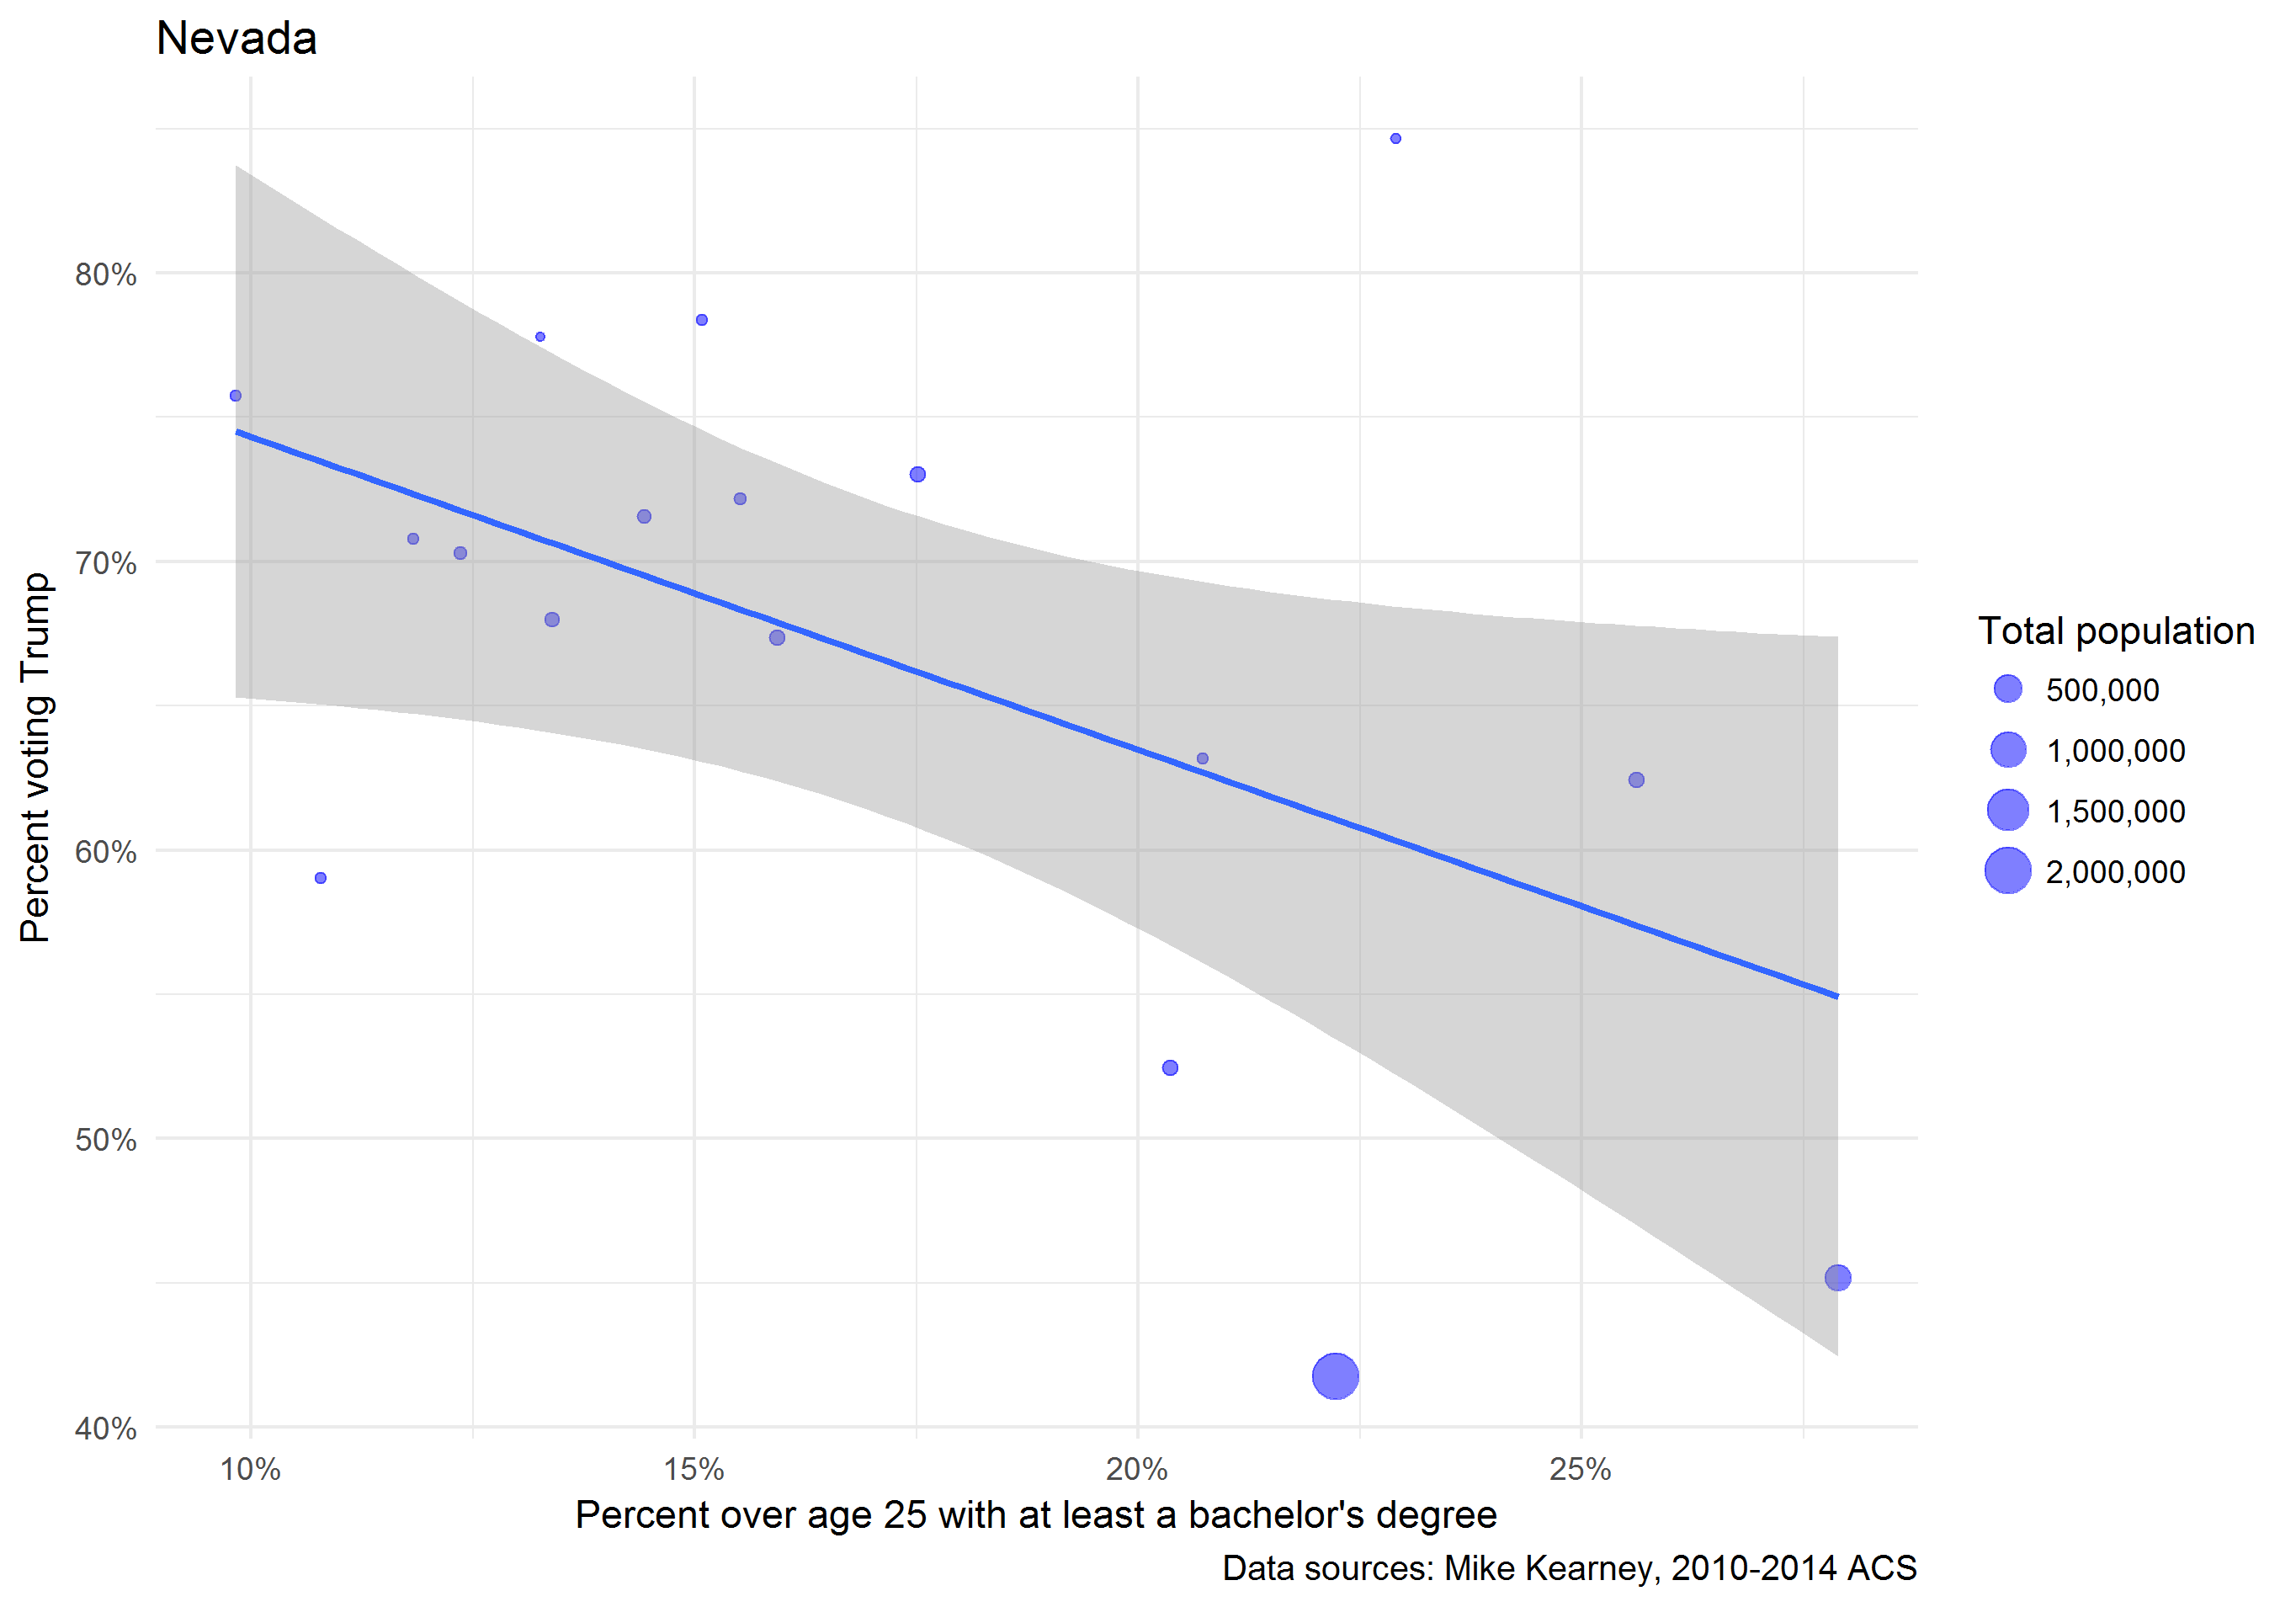 Nevada
80%
70%
60%
50%
40%
Percent voting Trump
10%
15%
20%
25%
Percent over age 25 with at least a bachelor's degree
Data sources: Mike Kearney, 2010-2014 ACS
Total population
500,000
1,000,000
1,500,000
2,000,000